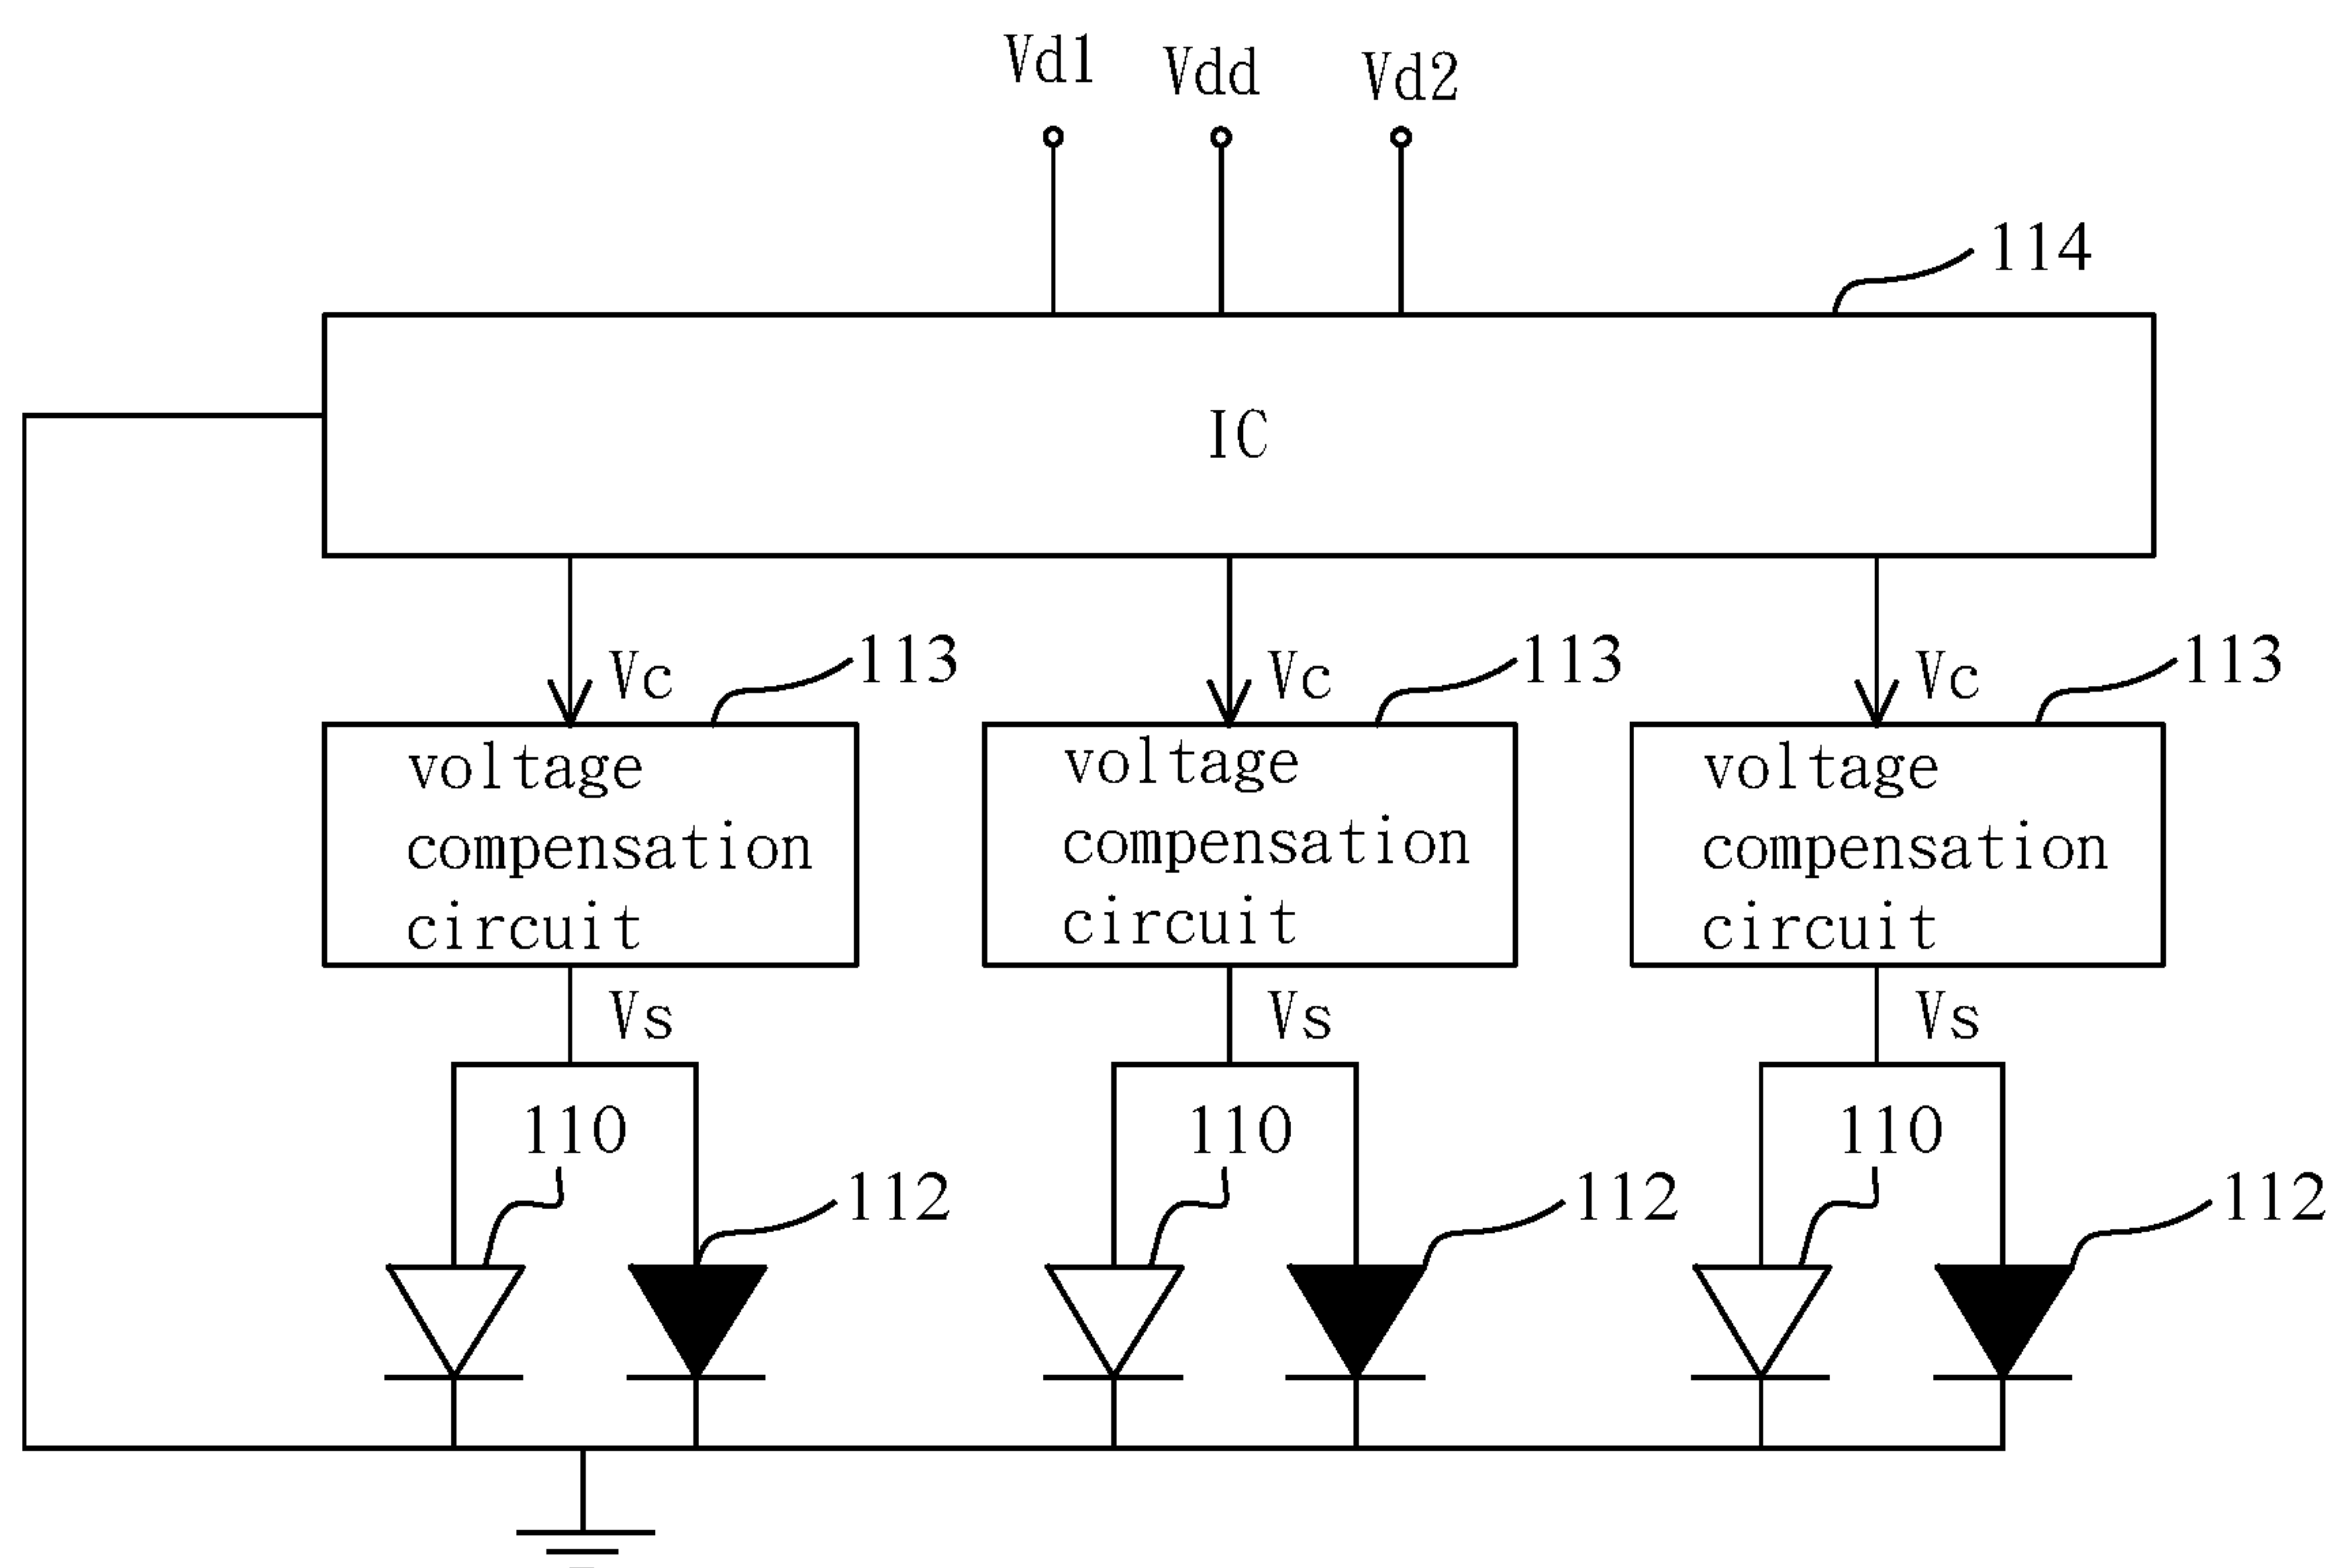 Vd1 Vdd Vd2
114
IC
Vc 113 Vc 113 Vc 113
voltage
compensation
circuit
voltage
compensation
circuit
voltage
compensation
circuit
Vs Vs Vs
110 110 110
112 112 112